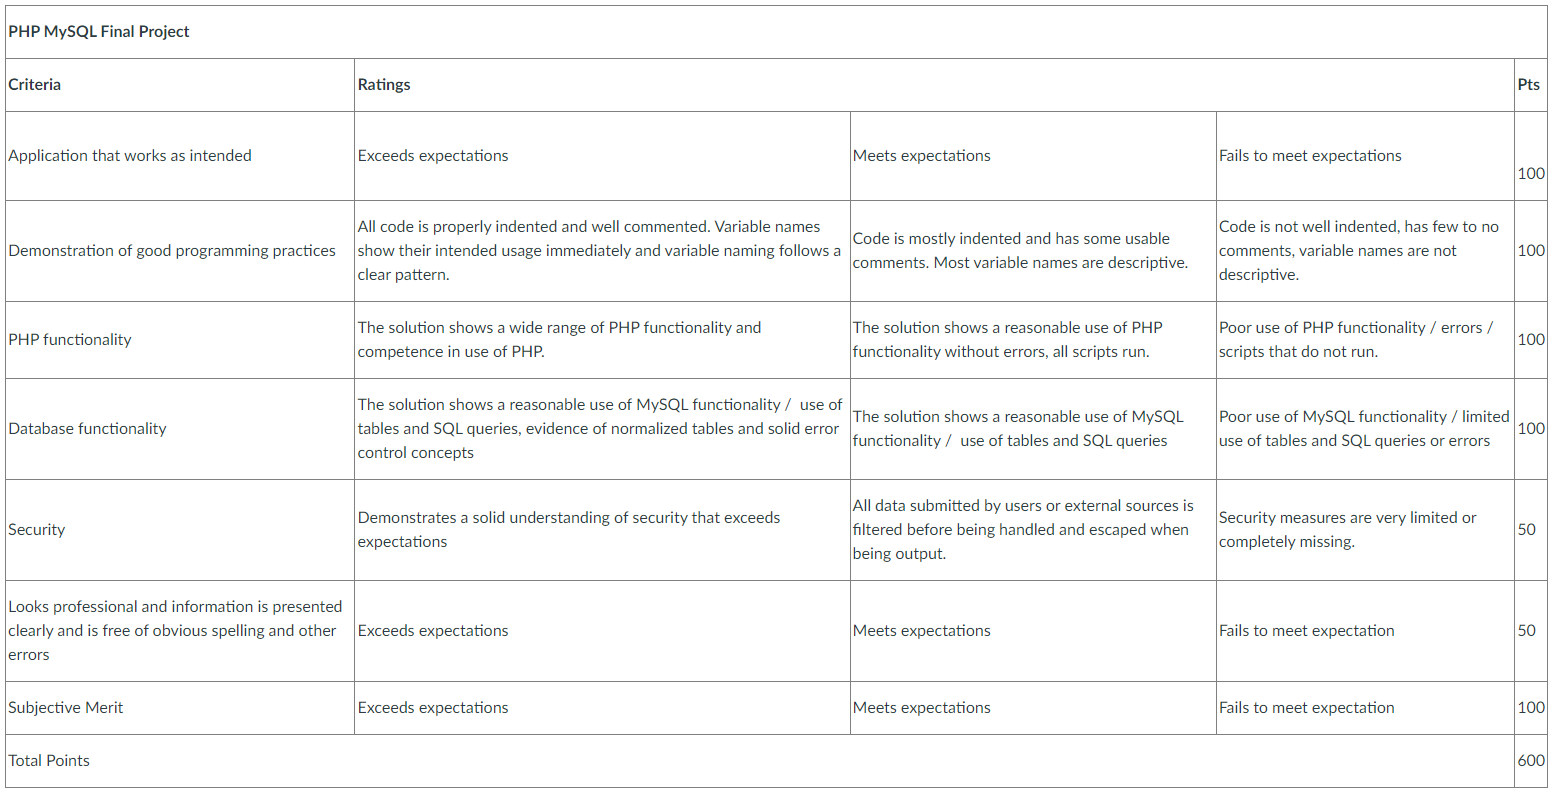 PHP MySQL Final Project
Criteria
Ratings
Pts
Application that works as intended
Exceeds expectations
Meets expectations
Fails to meet expectations
100
Demonstration of good programming practices
All code is properly indented and well commented. Variable names
show their intended usage immediately and variable naming follows a
clear pattern.
Code is mostly indented and has some usable
comments. Most variable names are descriptive.
Code is not well indented, has few to no
comments, variable names are not
descriptive.
100
PHP functionality
The solution shows a wide range of PHP functionality and
competence in use of PHP.
The solution shows a reasonable use of PHP
functionality without errors, all scripts run.
Poor use of PHP functionality / errors /
scripts that do not run.
100
Database functionality
The solution shows a reasonable use of MySQL functionality /  use of
tables and SQL queries, evidence of normalized tables and solid error
control concepts
The solution shows a reasonable use of MySQL
functionality /  use of tables and SQL queries
Poor use of MySQL functionality / limited
use of tables and SQL queries or errors
100
Security
Demonstrates a solid understanding of security that exceeds
expectations
All data submitted by users or external sources is
filtered before being handled and escaped when
being output.
Security measures are very limited or
completely missing.
50
Looks professional and information is presented
clearly and is free of obvious spelling and other
errors
Exceeds expectations
Meets expectations
Fails to meet expectation
50
Subjective Merit
Exceeds expectations
Meets expectations
Fails to meet expectation
100
Total Points
600